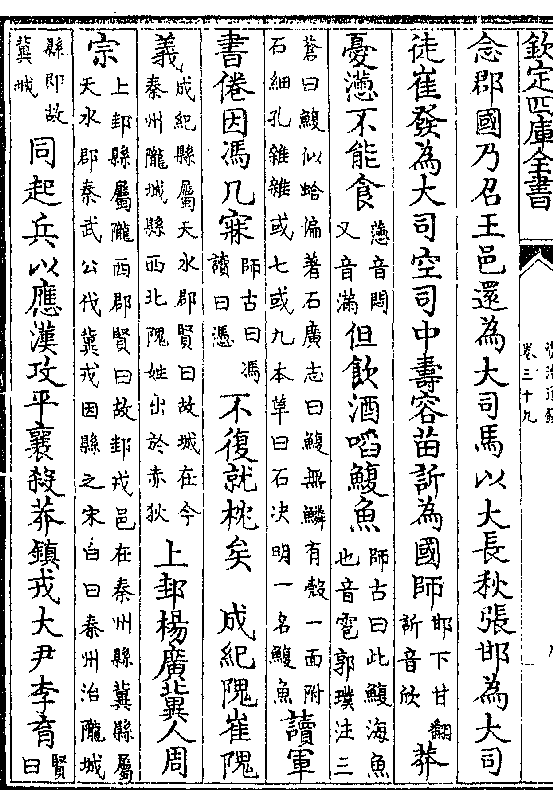 欽定四庫全書
卷三十九
念郡國乃召王邑還為大司馬以大長秋張邯為大司
徒崔發為大司空司中壽容苗訢為國師
邯下甘翻
訢音欣
莽
憂懣不能食
懣音悶
又音滿
但飲酒啗鰒魚
師古曰此鰒海魚
也音雹郭璞注三
蒼曰鰒似蛤偏著石廣志曰鰒無鱗有殼一面附
石細孔雜雜或七或九本草曰石决明一名鰒魚
讀軍
書倦因馮几寐
師古曰馮
讀曰憑
不復就枕矣　成紀隗崔隗
義
成紀縣屬天水郡賢曰故城在今
秦州隴城縣西北隗姓出於赤狄
上邽楊廣冀人周
宗
上邽縣屬隴西郡賢曰故邽戎邑在秦州縣冀縣屬
天水郡秦武公伐冀戎因縣之宋白曰秦州治隴城
縣即故
冀城
同起兵以應漢攻平襄殺莽鎮戎大尹李育
賢
曰